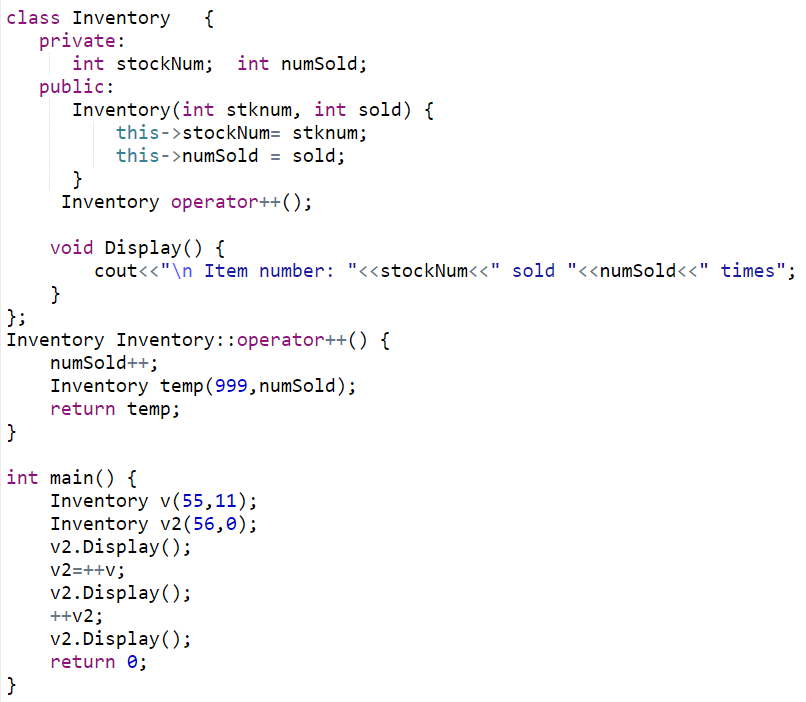 class Inventory   {
   private:
      int stockNum;  int numSold;
   public:
      Inventory(int stknum, int sold) {
          this->stockNum= stknum;
          this->numSold = sold;
      }
     Inventory operator++();

    void Display() {
        cout<<"\n Item number: "<<stockNum<<" sold "<<numSold<<" times";
    }
};
Inventory Inventory::operator++() {
    numSold++;
    Inventory temp(999,numSold);
    return temp;
}

int main() {
    Inventory v(55,11);
    Inventory v2(56,0);
    v2.Display();
    v2=++v;
    v2.Display();
    ++v2;
    v2.Display();
    return 0;
}